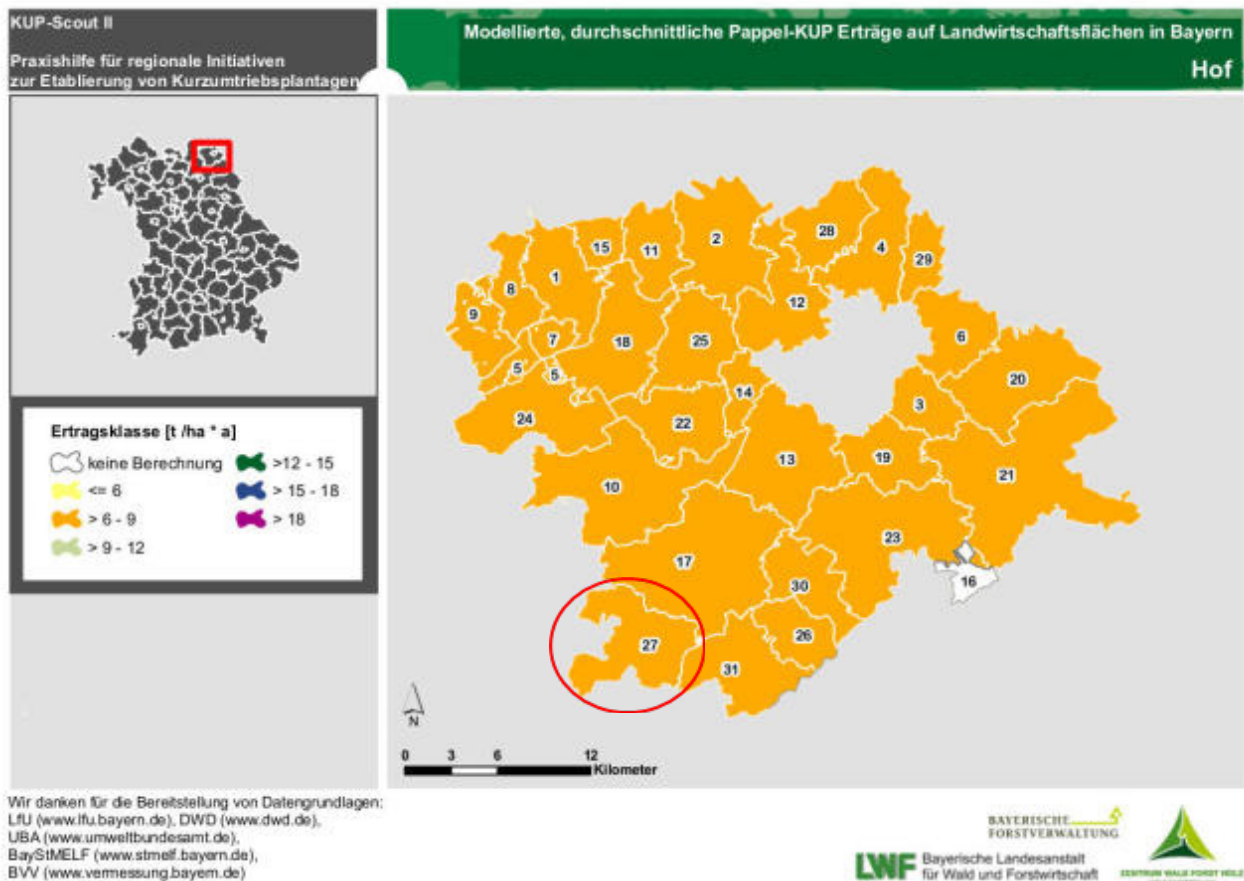 KUP-Scout II
Praxishilfe für regionale Initiativen
zur Etablierung von Kurzumtriebsplantagen
Modellierte, durchschnittliche Pappel-KUP Erträge auf Landwirtschaftsflächen in Bayern
Hof
Ertragsklasse [t /ha * a]
keine Berechnung
<= 6
> 6 - 9
> 9 - 12
>12 - 15
> 15 - 18
> 18
28
2
15
11
4
29
1
8
12
9
7
18
25
6
5
5
20
14
3
24
22
13
19
21
10
23
17
16
30
27
26
31
N
0 3 6 12
Kilometer
Wir danken für die Bereitstellung von Datengrundlagen:
LfU (www.lfu.bayern.de), DWD (www.dwd.de),
UBA (www.umweltbundesamt.de),
BayStMELF (www.stmelf.bayern.de),
BVV (www.vermessung.bayern.de)
BAYERISCHE
FORSTVERWALTUNG
LWF Bayerische Landesanstalt
für Wald und Forstwirtschaft
ZENTRUM WALD FORST HOLZ